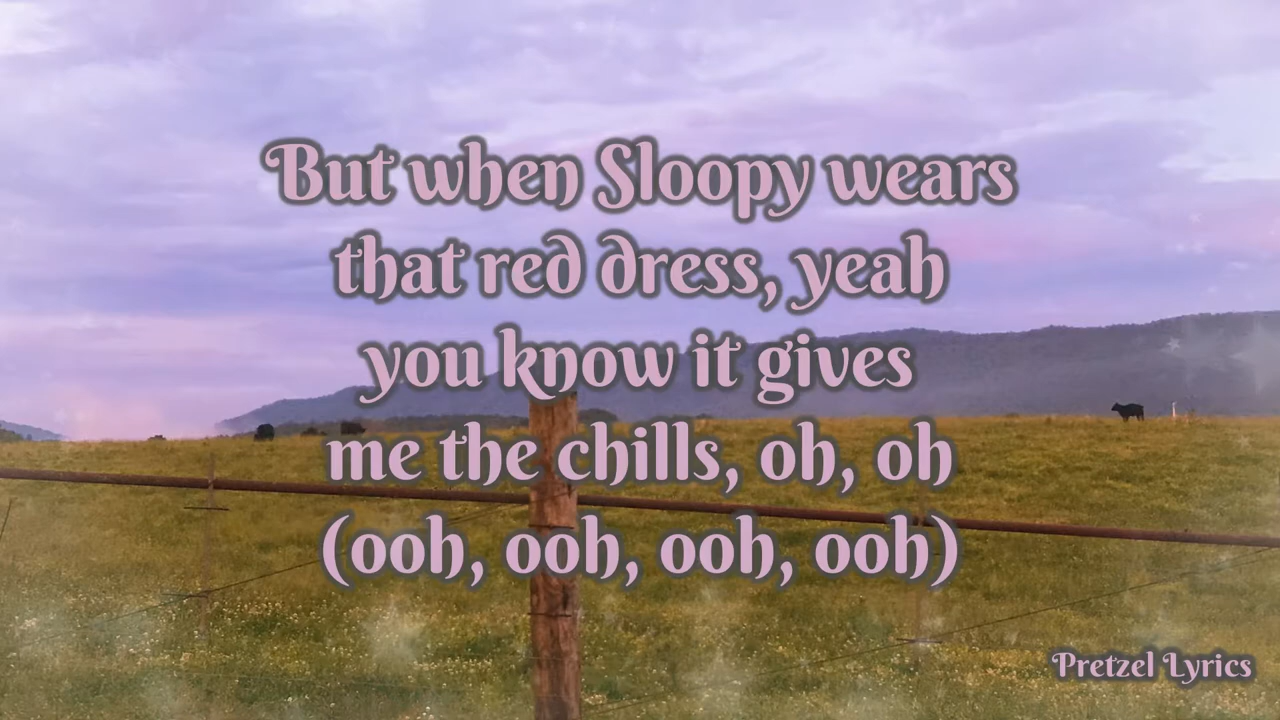 But when Sloopy wears
that red dress, yeah
you know it gives
me the chills, oh, oh
(ooh, ooh, ooh, ooh)
Pretzel Lyrics